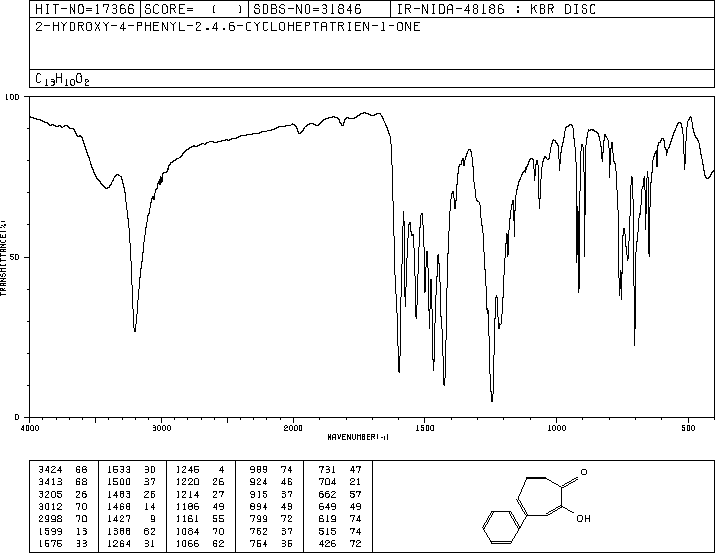 HIT-NO=17366 SCORE= ( ) SDBS-NO=31846 IR-NIDA-48186 : KBR DISC
2-HYDROXY-4-PHENYL-2.4.6-CYCLOHEPTATRIEN-1-ONE
C13H10O2
100
50
0
TRANSMITTANCE(%)
4000 3000 2000 1500 1000 500
WAVENUMBER(-1)
3424 66 1533 30 1246 4 989 74 731 47
3413 68 1500 37 1220 26 924 46 704 21
3205 26 1483 26 1214 27 915 37 662 57
3012 70 1468 14 1186 49 894 49 649 49
2998 70 1427 9 1161 55 799 72 619 74
1599 13 1388 62 1084 70 762 37 515 74
1576 33 1264 31 1066 62 754 35 426 72
O
OH